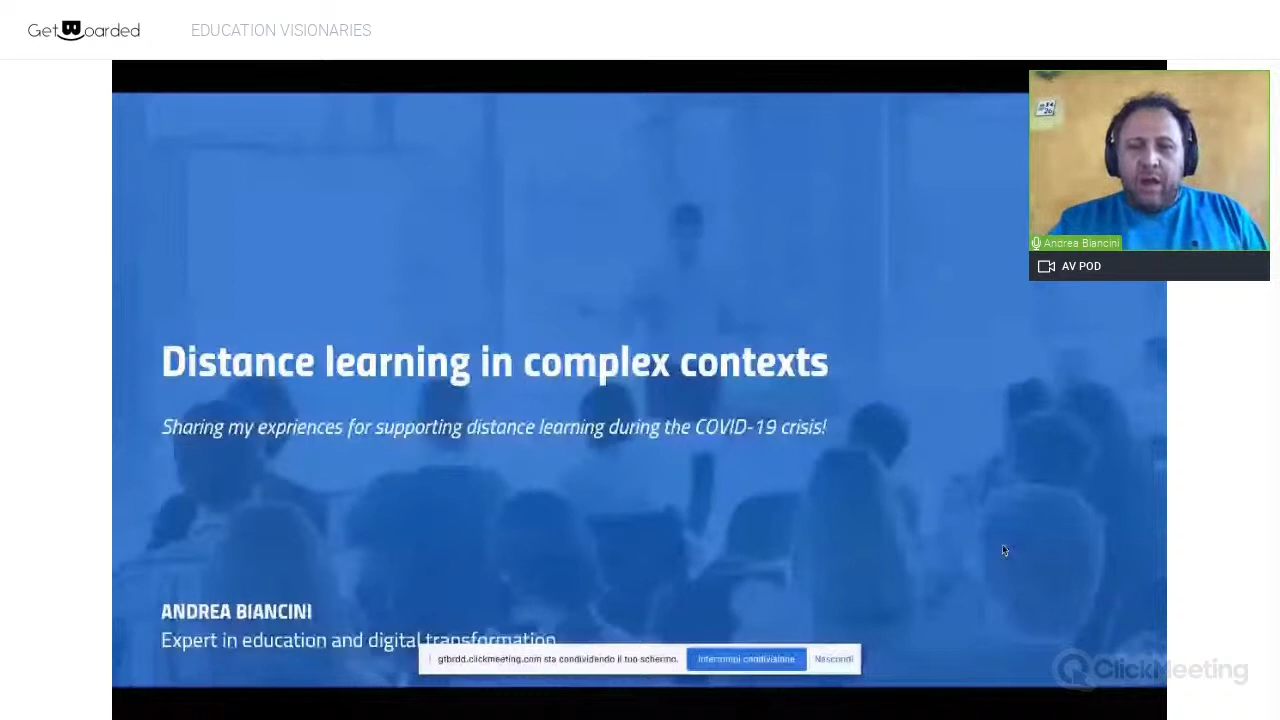 GetBoarded
EDUCATION VISIONARIES
Andrea Biancini
AV POD
Distance learning in complex contexts
Sharing my expriences for supporting distance learning during the COVID-19 crisis!
ANDREA BIANCINI
Expert in education and digital transformation
gtbrdd.clickmeeting.com sta condividendo il tuo schermo.
Interrompi condivisione
Nascondi
ClickMeeting